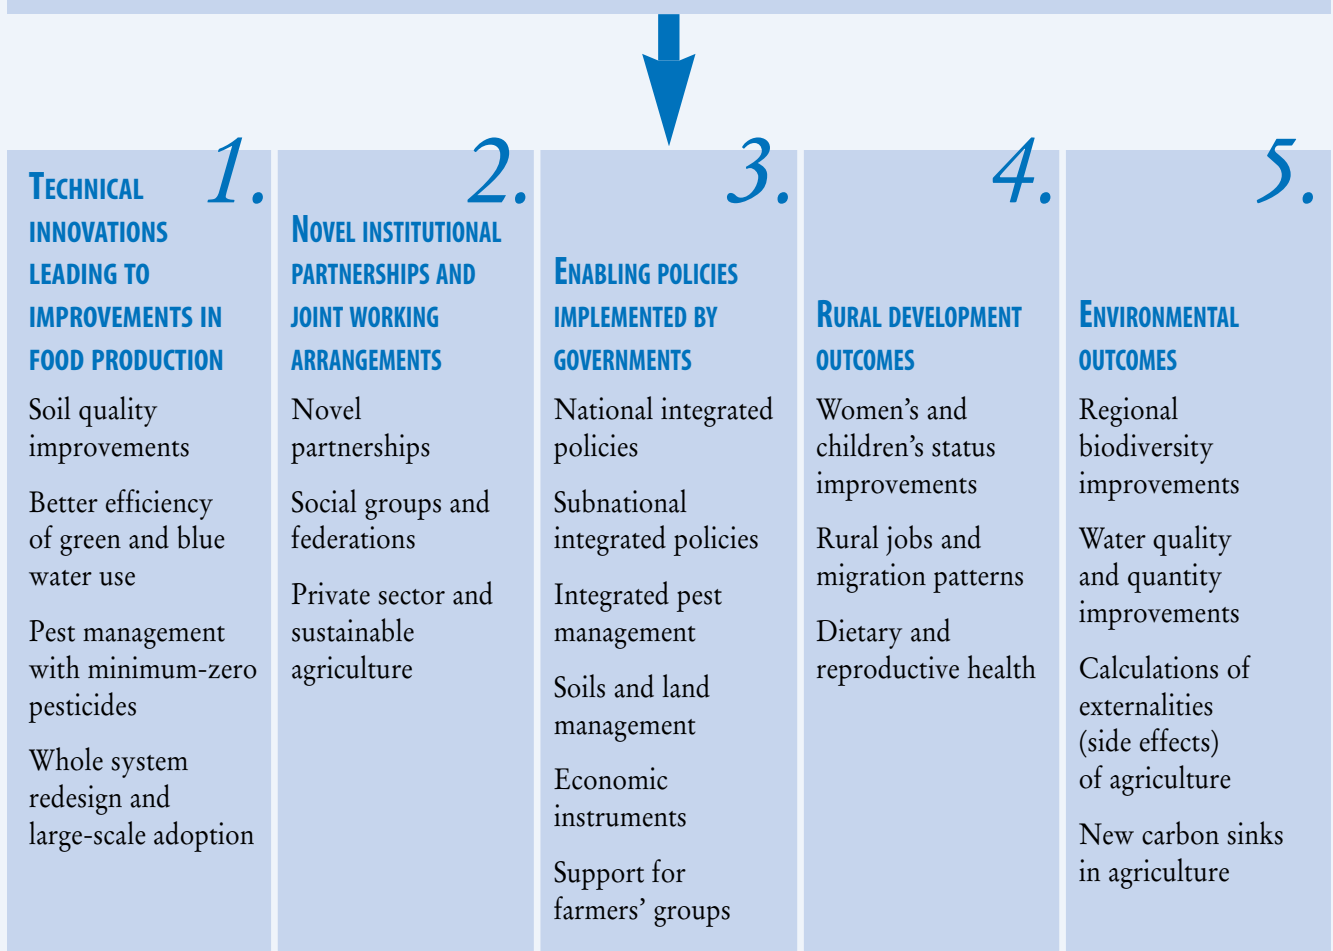 1.
TECHNICAL
INNOVATIONS
LEADING TO
IMPROVEMENTS IN
FOOD PRODUCTION
Soil quality
improvements
Better efficiency
of green and blue
water use
Pest management
with minimum-zero
pesticides
Whole system
redesign and
large-scale adoption
2.
NOVEL INSTITUTIONAL
PARTNERSHIPS AND
JOINT WORKING
ARRANGEMENTS
Novel
partnerships
Social groups and
federations
Private sector and
sustainable
agriculture
3.
ENABLING POLICIES
IMPLEMENTED BY
GOVERNMENTS
National integrated
policies
Subnational
integrated policies
Integrated pest
management
Soils and land
management
Economic
instruments
Support for
farmers’ groups
4.
RURAL DEVELOPMENT
OUTCOMES
Women’s and
children’s status
improvements
Rural jobs and
migration patterns
Dietary and
reproductive health
5.
ENVIRONMENTAL
OUTCOMES
Regional
biodiversity
improvements
Water quality
and quantity
improvements
Calculations of
externalities
(side effects)
of agriculture
New carbon sinks
in agriculture